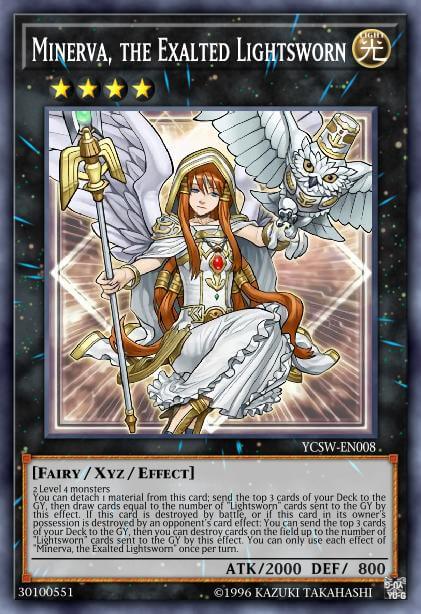 MINERVA, THE EXALTED LIGHTSWORN
LIGHT
光
YCSW-EN008
[FAIRY / XYZ / EFFECT]
2 Level 4 monsters
You can detach 1 material from this card; send the top 3 cards of your Deck to the
GY, then draw cards equal to the number of "Lightsworn" cards sent to the GY by
this effect. If this card is destroyed by battle, or if this card in its owner's
possession is destroyed by an opponent's card effect: You can send the top 3 cards
of your Deck to the GY, then you can destroy cards on the field up to the number of
"Lightsworn" cards sent to the GY by this effect. You can only use each effect of
"Minerva, the Exalted Lightsworn" once per turn.
ATK/2000 DEF/ 800
30100551
©1996 KAZUKI TAKAHASHI